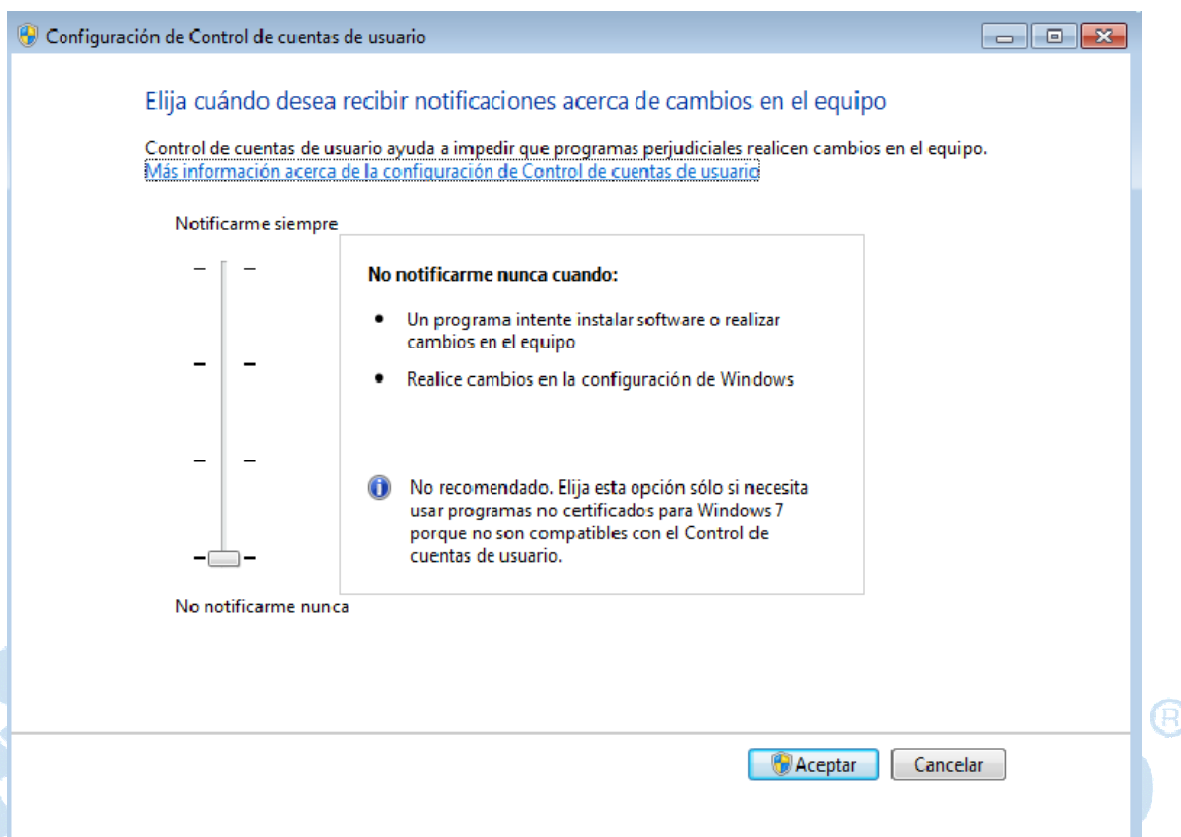 Configuración de Control de cuentas de usuario
Elija cuándo desea recibir notificaciones acerca de cambios en el equipo
Control de cuentas de usuario ayuda a impedir que programas perjudiciales realicen cambios en el equipo.
Más información acerca de la configuración de Control de cuentas de usuario
Notificarme siempre
No notificarme nunca cuando:
• Un programa intente instalar software o realizar
cambios en el equipo
• Realice cambios en la configuración de Windows
No recomendado. Elija esta opción sólo si necesita
usar programas no certificados para Windows 7
porque no son compatibles con el Control de
cuentas de usuario.
No notificarme nunca
®
Aceptar Cancelar